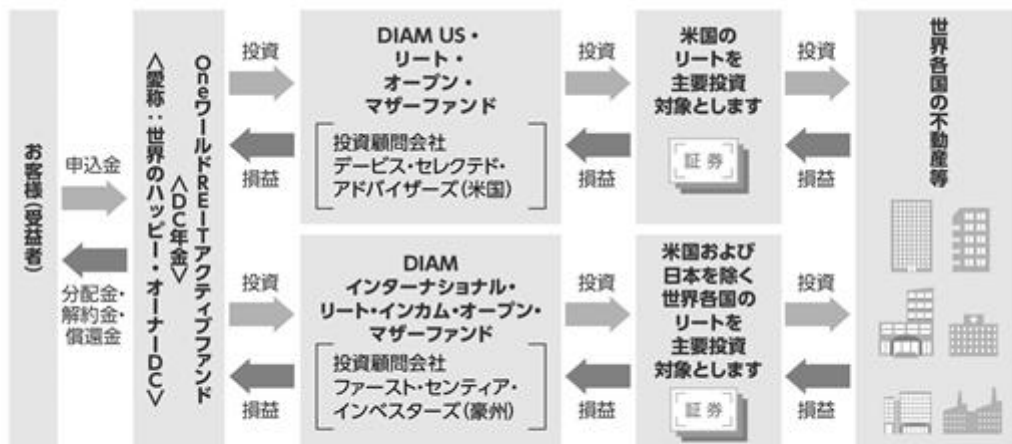 お客様(受益者)
申込金
分配金・
解約金・
償還金
OneワールドREITアクティブファンド
<DC年金>
<愛称:世界のハッピー・オーナーDC>
投資
損益
DIAM US・
リート・
オープン・
マザーファンド
投資顧問会社
デービス・セレクテド・
アドバイザーズ(米国)
投資
損益
米国の
リートを
主要投資
対象とします
証券
投資
損益
投資
損益
DIAM
インターナショナル・
リート・インカム・オープン・
マザーファンド
投資顧問会社
ファースト・センティア・
インベスターズ(豪州)
投資
損益
米国および
日本を除く
世界各国の
リートを
主要投資
対象とします
証券
投資
損益
世界各国の不動産等